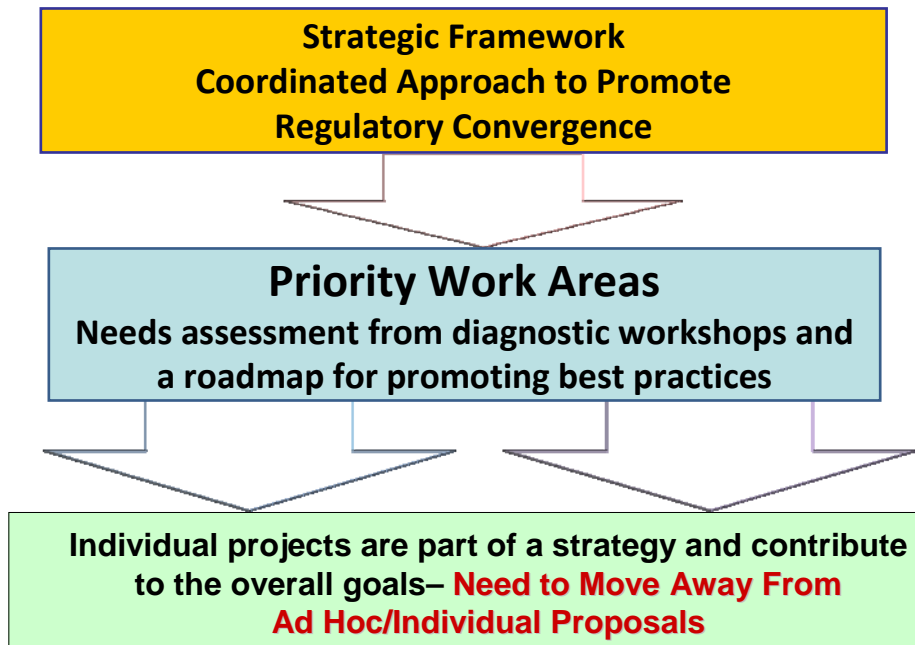 Strategic Framework
Coordinated Approach to Promote
Regulatory Convergence
Priority Work Areas
Needs assessment from diagnostic workshops and
a roadmap for promoting best practices
Individual projects are part of a strategy and contribute
to the overall goals– Need to Move Away From
Ad Hoc/Individual Proposals